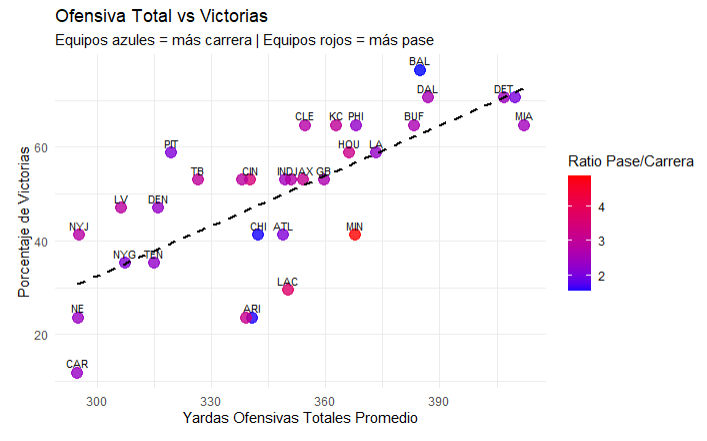 Ofensiva Total vs Victorias
Equipos azules = más carrera | Equipos rojos = más pase
BAL
DAL
DET
CLE
KC
PHI
BUF
MIA
PIT
HOU
LA
TB
CIN
IND
JAX
GB
LV
DEN
NYJ
CHI
ATL
MIN
NYG
TEN
LAC
NE
ARI
CAR
60
40
20
300
330
360
390
Porcentaje de Victorias
Yardas Ofensivas Totales Promedio
Ratio Pase/Carrera
4
3
2